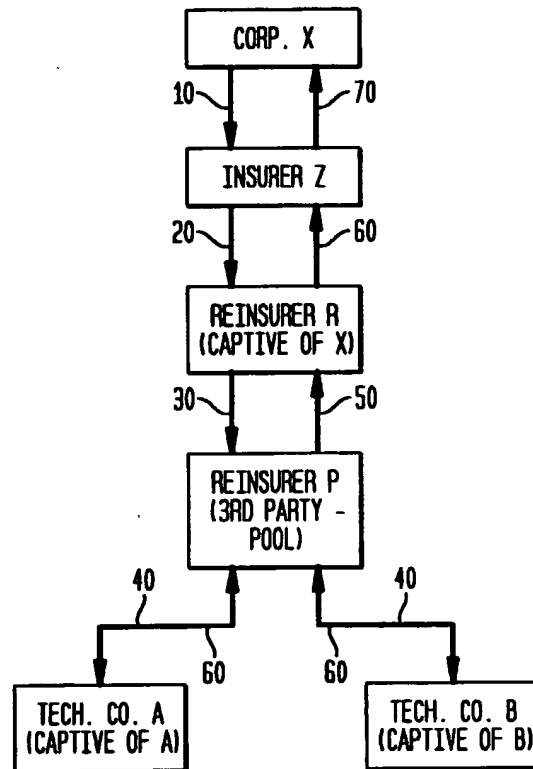 CORP. X
10
70
INSURER Z
20
60
REINSURER R
(CAPTIVE OF X)
30
50
REINSURER P
(3RD PARTY -
POOL)
40
60
60
40
TECH. CO. A
(CAPTIVE OF A)
TECH. CO. B
(CAPTIVE OF B)